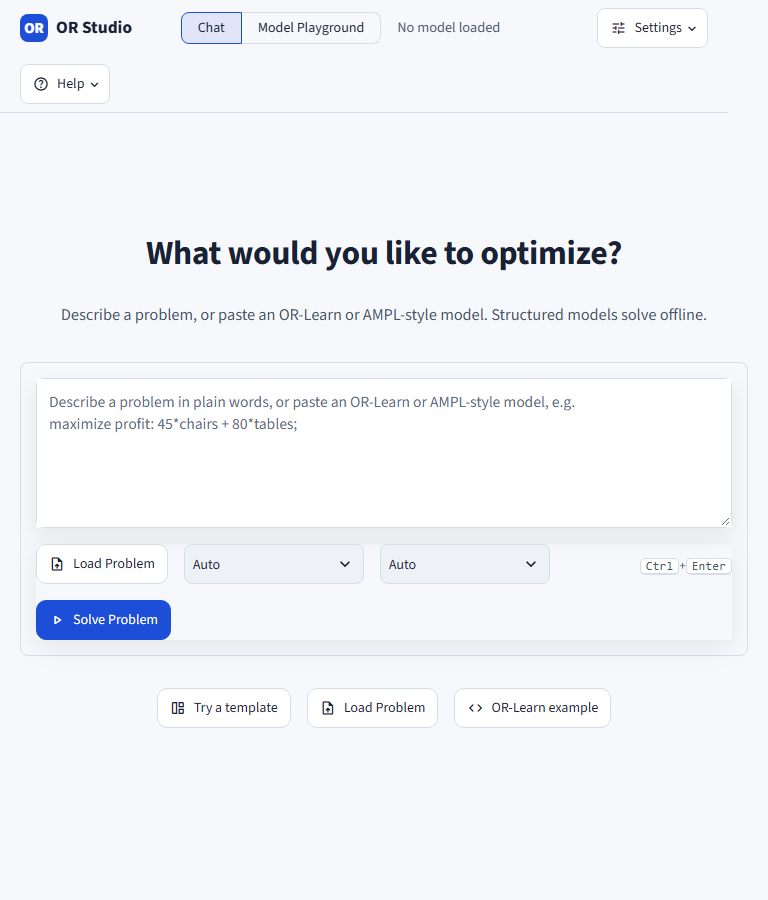 OR OR Studio Chat Model Playground No model loaded Settings
Help
What would you like to optimize?
Describe a problem, or paste an OR-Learn or AMPL-style model. Structured models solve offline.
Describe a problem in plain words, or paste an OR-Learn or AMPL-style model, e.g.
maximize profit: 45*chairs + 80*tables;
Load Problem Auto Auto Ctrl+Enter
Solve Problem
Try a template Load Problem OR-Learn example